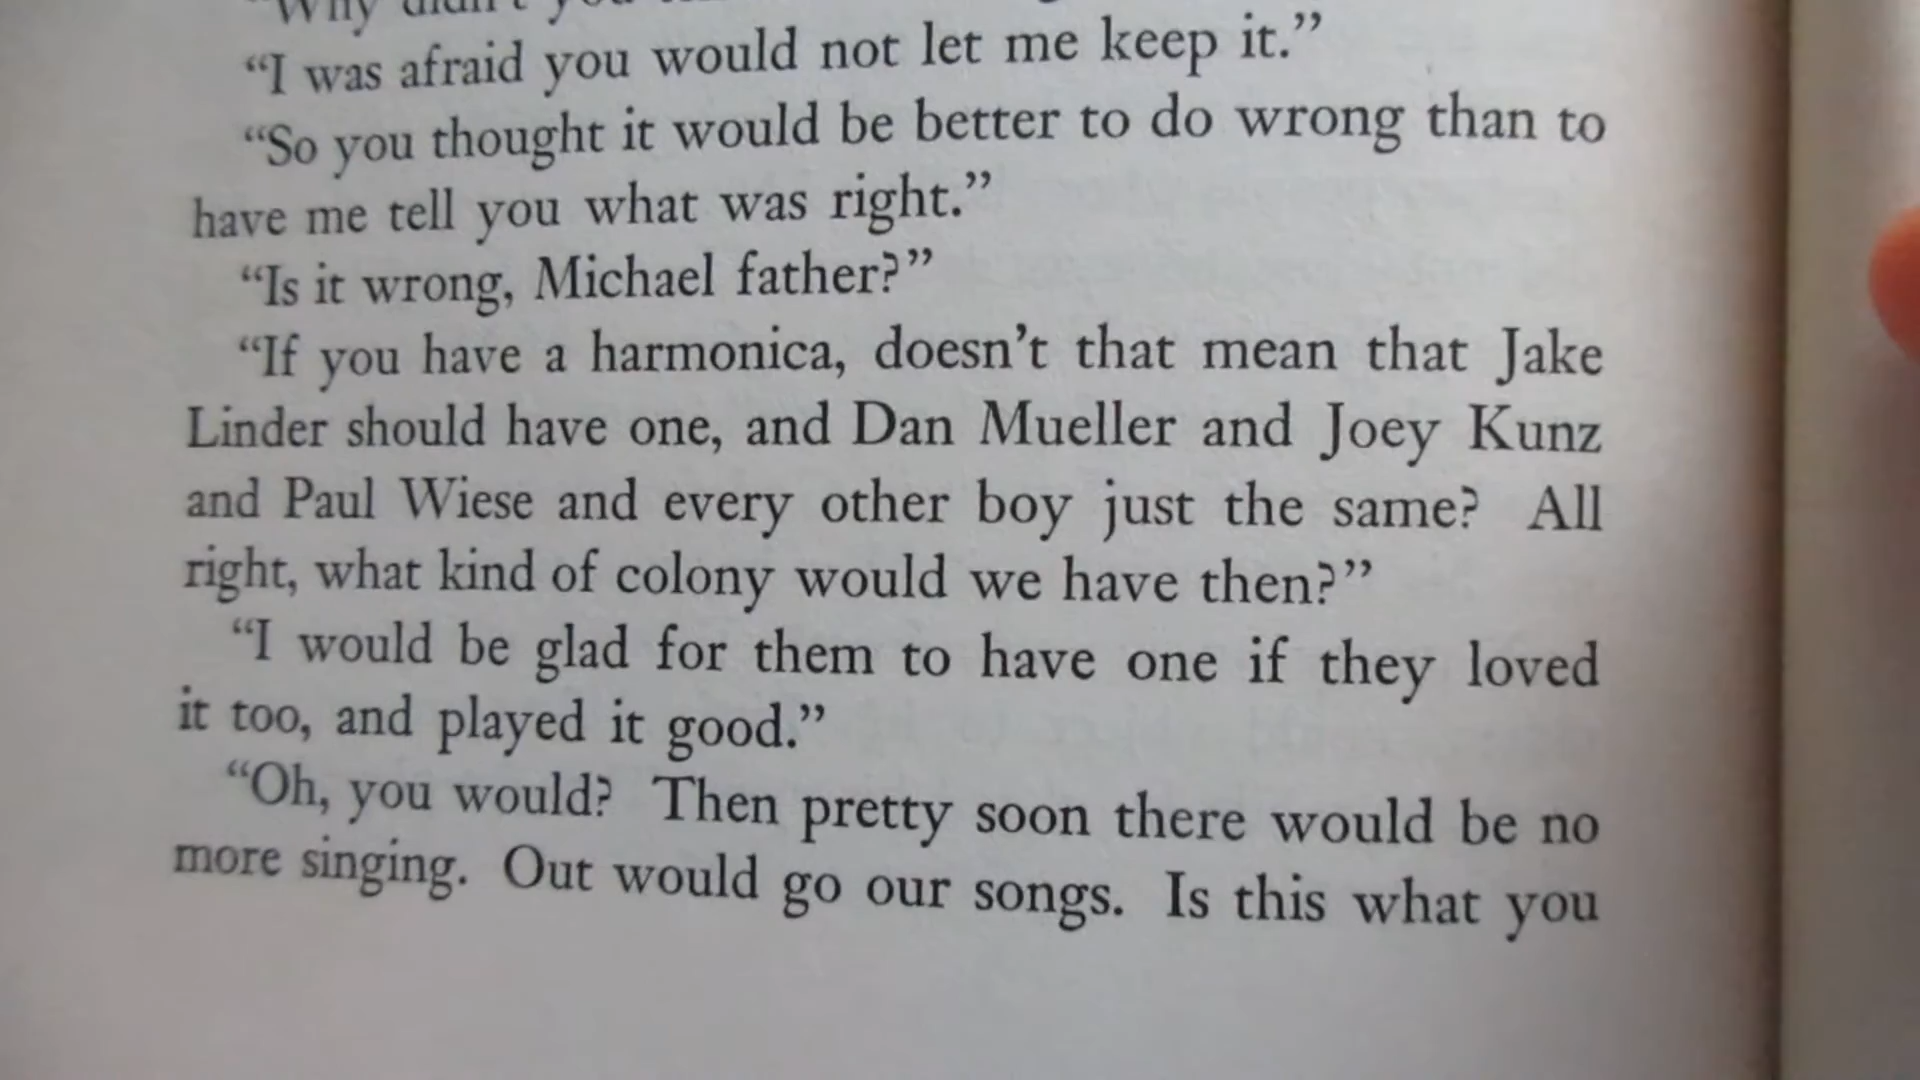 "Why didn't you
"I was afraid you would not let me keep it."
"So you thought it would be better to do wrong than to
have me tell you what was right."
"Is it wrong, Michael father?"
"If you have a harmonica, doesn't that mean that Jake
Linder should have one, and Dan Mueller and Joey Kunz
and Paul Wiese and every other boy just the same? All
right, what kind of colony would we have then?"
"I would be glad for them to have one if they loved
it too, and played it good."
"Oh, you would? Then pretty soon there would be no
more singing. Out would go our songs. Is this what you